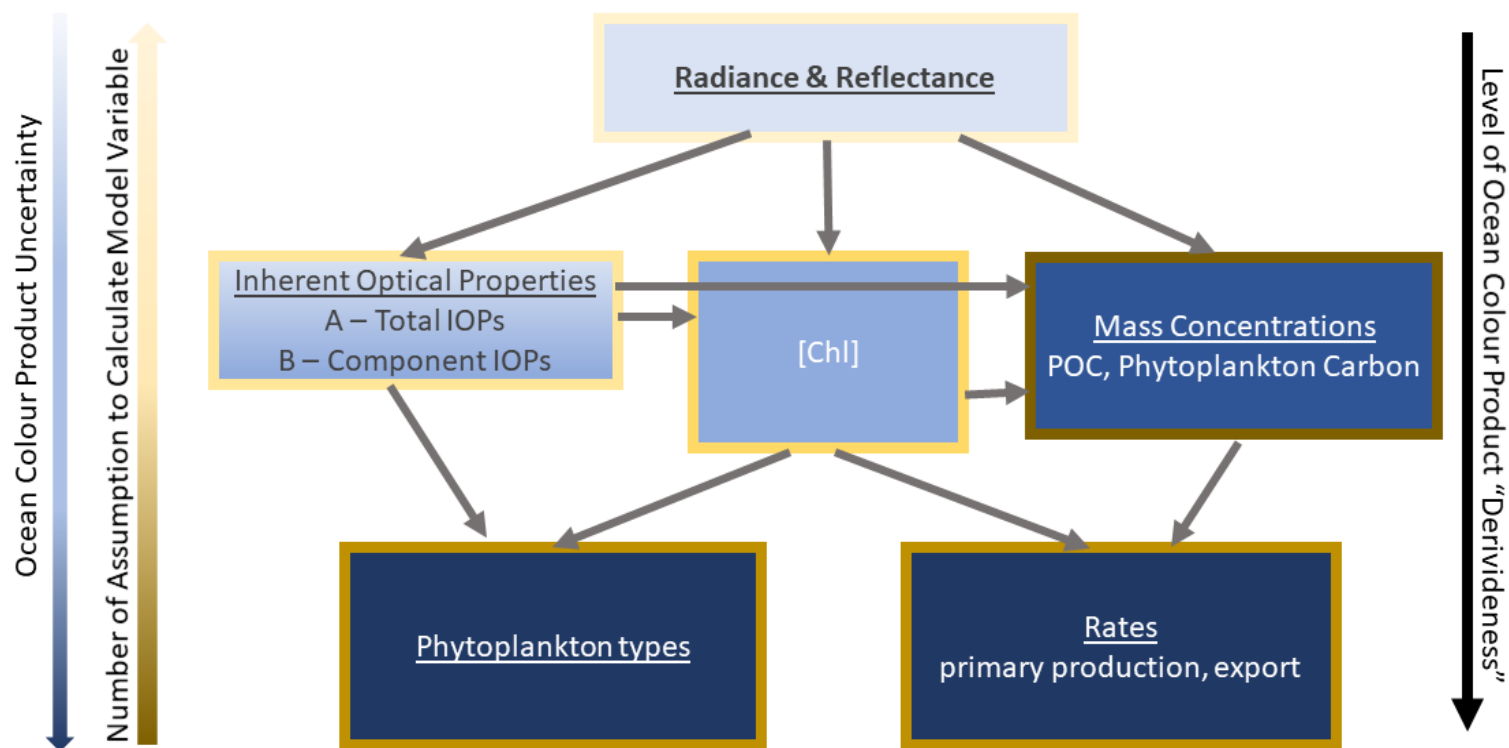 Ocean Colour Product Uncertainty
Number of Assumption to Calculate Model Variable
Radiance & Reflectance
Level of Ocean Colour Product “Derivideness”
Inherent Optical Properties
A – Total IOPs
B – Component IOPs
[Chl]
Mass Concentrations
POC, Phytoplankton Carbon
Phytoplankton types
Rates
primary production, export